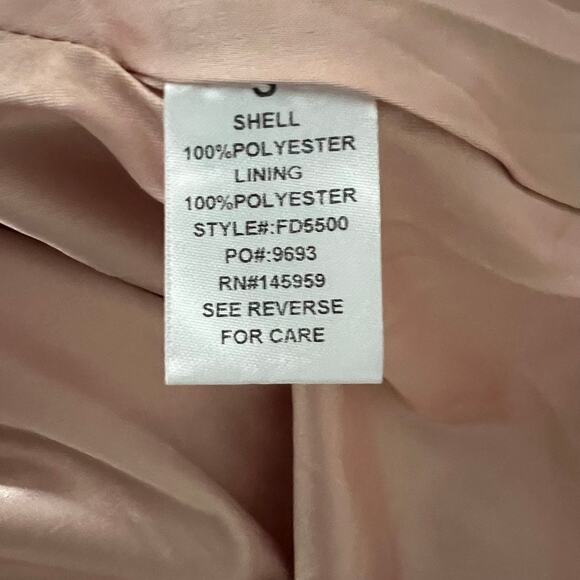 SHELL
100%POLYESTER
LINING
100%POLYESTER
STYLE#:FD5500
PO#:9693
RN#145959
SEE REVERSE
FOR CARE